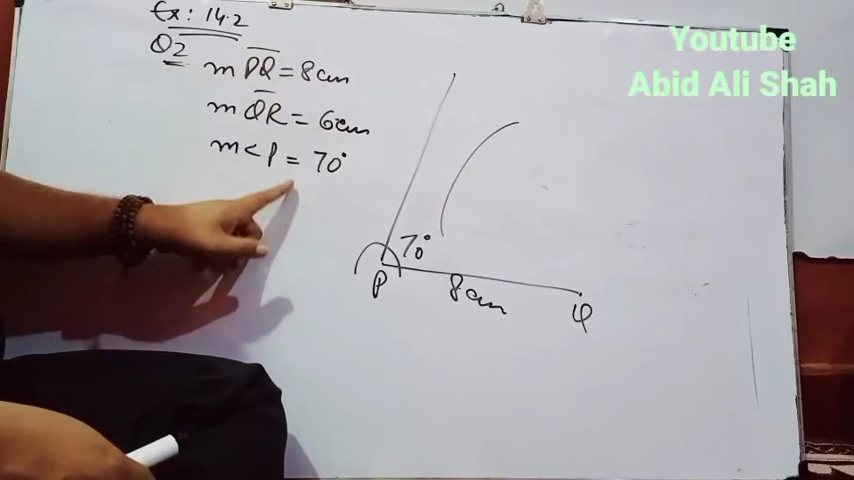 Ex: 14.2
Q2
m PQ = 8cm
m QR = 6cm
m < P = 70°
70°
P
8cm
Q
Youtube
Abid Ali Shah